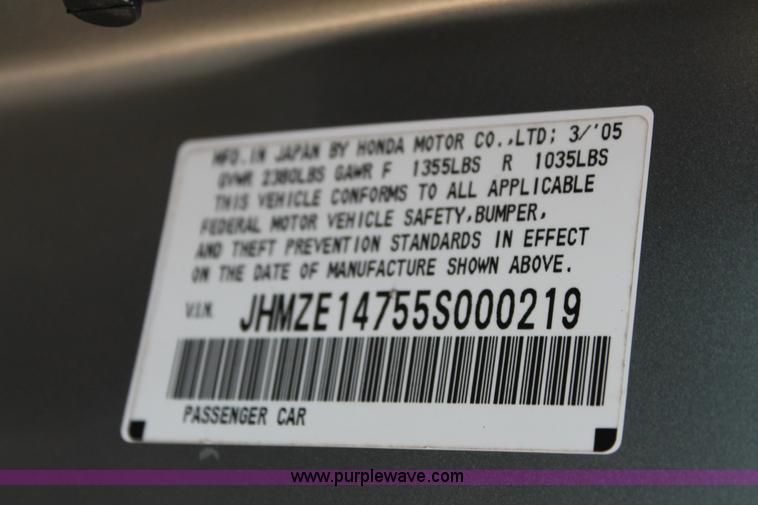 MFD. IN JAPAN BY HONDA MOTOR CO.,LTD; 3/'05
GVWR 2380LBS GAWR F 1355LBS R 1035LBS
THIS VEHICLE CONFORMS TO ALL APPLICABLE
FEDERAL MOTOR VEHICLE SAFETY,BUMPER,
AND THEFT PREVENTION STANDARDS IN EFFECT
ON THE DATE OF MANUFACTURE SHOWN ABOVE.
V.I.N. JHMZE14755S000219
PASSENGER CAR
www.purplewave.com